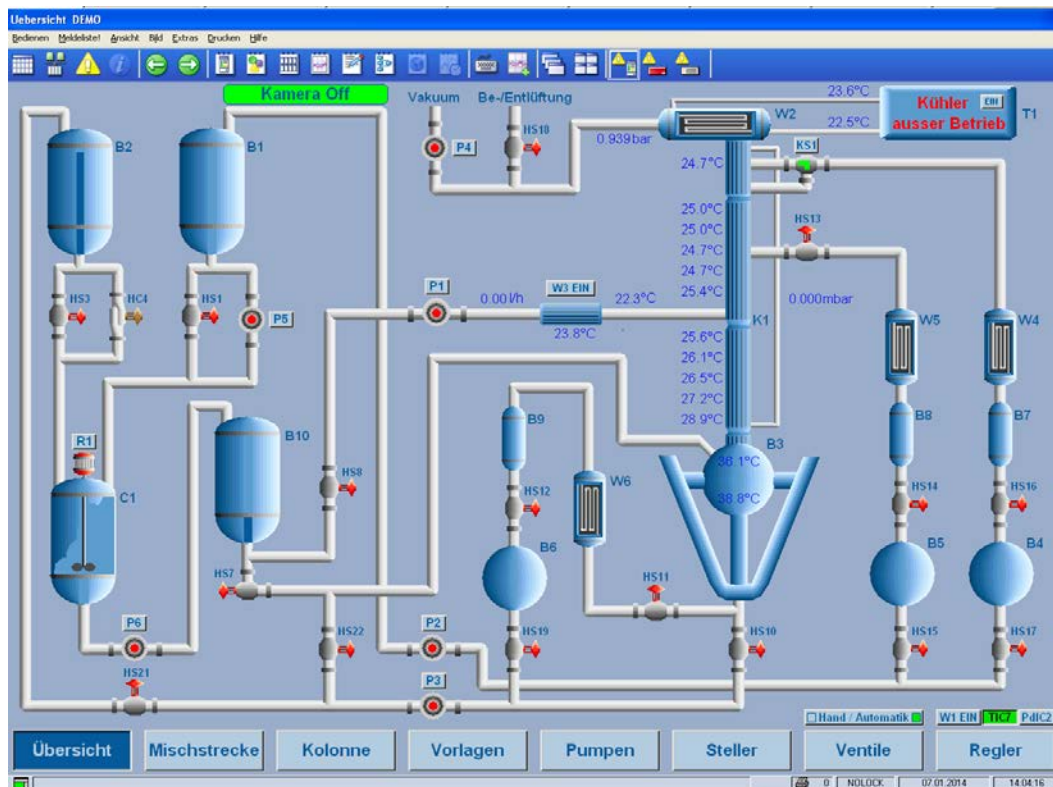 Uebersicht DEMO
Bedienen Meldeliste! Ansicht Bild Extras Drucken Hilfe
Kamera Off
Vakuum Be-/Entlüftung
23.6°C
Kühler EIN
ausser Betrieb
T1
W2
22.5°C
B2
B1
P4
HS18
0.939bar
KS1
24.7°C
25.0°C
25.0°C
HS13
24.7°C
24.7°C
25.4°C
HS3
HC4
HS1
P5
P1
0.00l/h
W3 EIN
22.3°C
0.000mbar
23.8°C
K1
W5
W4
25.6°C
26.1°C
26.5°C
27.2°C
28.9°C
B9
B8
B7
R1
B10
B3
C1
HS8
36.1°C
W6
HS12
38.8°C
HS14
HS16
B6
B5
B4
HS7
HS11
P6
HS22
P2
HS19
HS10
HS15
HS17
HS21
P3
Hand / Automatik
W1 EIN
TIC7
PdIC2
Übersicht
Mischstrecke
Kolonne
Vorlagen
Pumpen
Steller
Ventile
Regler
0
NOLOCK
07.01.2014
14:04:16